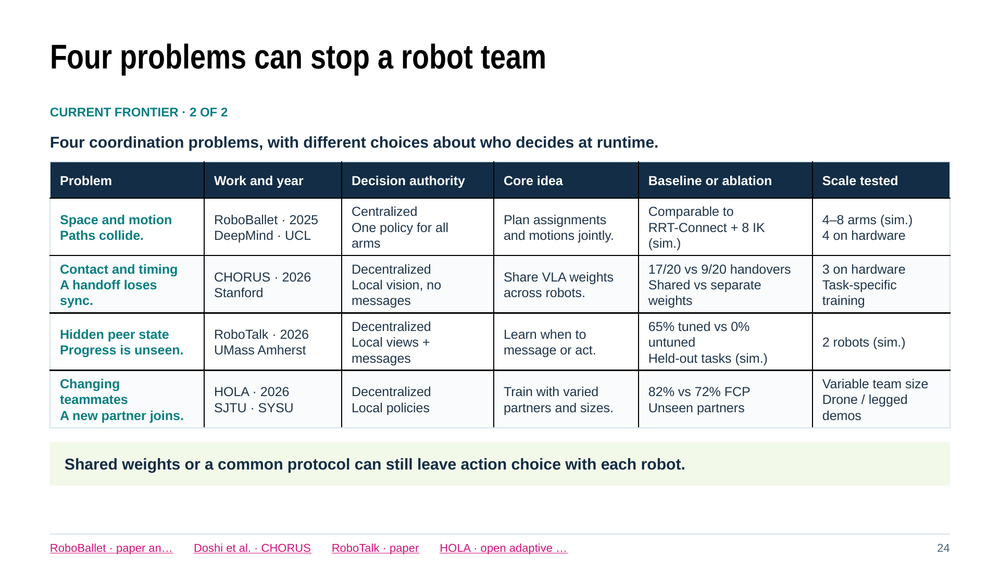 Four problems can stop a robot team
CURRENT FRONTIER · 2 OF 2
Four coordination problems, with different choices about who decides at runtime.
Problem
Work and year
Decision authority
Core idea
Baseline or ablation
Scale tested
Space and motion
Paths collide.
RoboBallet · 2025
DeepMind · UCL
Centralized
One policy for all
arms
Plan assignments
and motions jointly.
Comparable to
RRT-Connect + 8 IK
(sim.)
4–8 arms (sim.)
4 on hardware
Contact and timing
A handoff loses
sync.
CHORUS · 2026
Stanford
Decentralized
Local vision, no
messages
Share VLA weights
across robots.
17/20 vs 9/20 handovers
Shared vs separate
weights
3 on hardware
Task-specific
training
Hidden peer state
Progress is unseen.
RoboTalk · 2026
UMass Amherst
Decentralized
Local views +
messages
Learn when to
message or act.
65% tuned vs 0%
untuned
Held-out tasks (sim.)
2 robots (sim.)
Changing
teammates
A new partner joins.
HOLA · 2026
SJTU · SYSU
Decentralized
Local policies
Train with varied
partners and sizes.
82% vs 72% FCP
Unseen partners
Variable team size
Drone / legged
demos
Shared weights or a common protocol can still leave action choice with each robot.
RoboBallet · paper an…
Doshi et al. · CHORUS
RoboTalk · paper
HOLA · open adaptive …
24